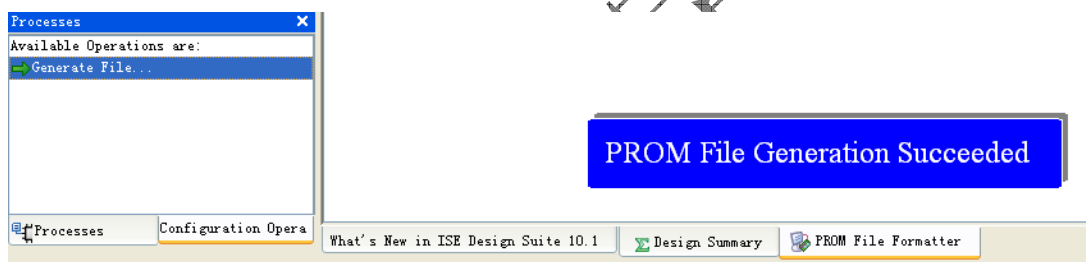 Processes
Available Operations are:
Generate File...
PROM File Generation Succeeded
Processes
Configuration Opera
What's New in ISE Design Suite 10.1
Design Summary
PROM File Formatter